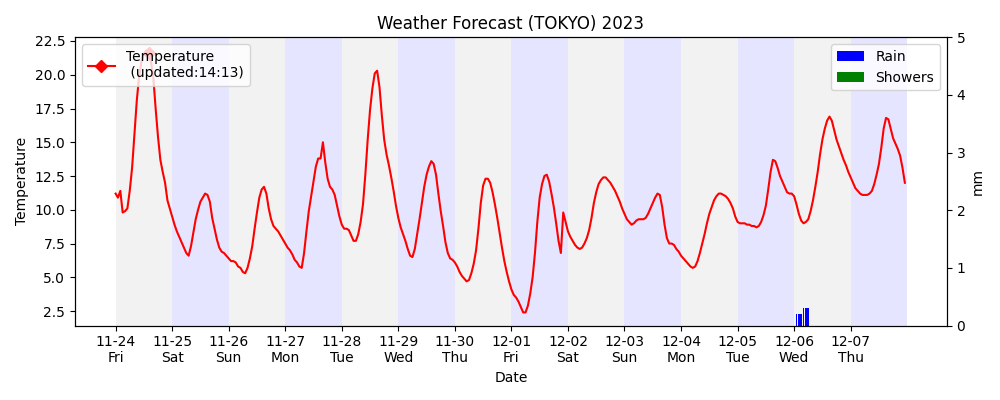 Weather Forecast (TOKYO) 2023
Temperature
(updated:14:13)
Rain
Showers
22.5
20.0
17.5
15.0
12.5
10.0
7.5
5.0
2.5
Temperature
5
4
3
2
1
0
mm
11-24 11-25 11-26 11-27 11-28 11-29 11-30 12-01 12-02 12-03 12-04 12-05 12-06 12-07
Fri Sat Sun Mon Tue Wed Thu Fri Sat Sun Mon Tue Wed Thu
Date